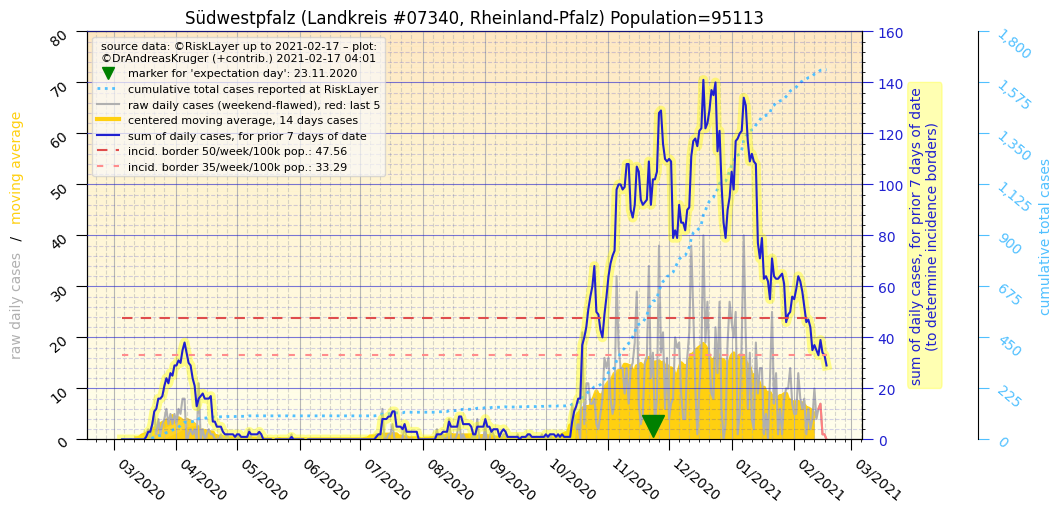 Südwestpfalz (Landkreis #07340, Rheinland-Pfalz) Population=95113
source data: ©RiskLayer up to 2021-02-17 – plot:
©DrAndreasKruger (+contrib.) 2021-02-17 04:01
marker for 'expectation day': 23.11.2020
cumulative total cases reported at RiskLayer
raw daily cases (weekend-flawed), red: last 5
centered moving average, 14 days cases
sum of daily cases, for prior 7 days of date
incid. border 50/week/100k pop.: 47.56
incid. border 35/week/100k pop.: 33.29
raw daily cases / moving average
80
70
60
50
40
30
20
10
0
03/2020
04/2020
05/2020
06/2020
07/2020
08/2020
09/2020
10/2020
11/2020
12/2020
01/2021
02/2021
03/2021
160
140
120
100
80
60
40
20
0
sum of daily cases, for prior 7 days of date
(to determine incidence borders)
1,800
1,575
1,350
1,125
900
675
450
225
0
cumulative total cases